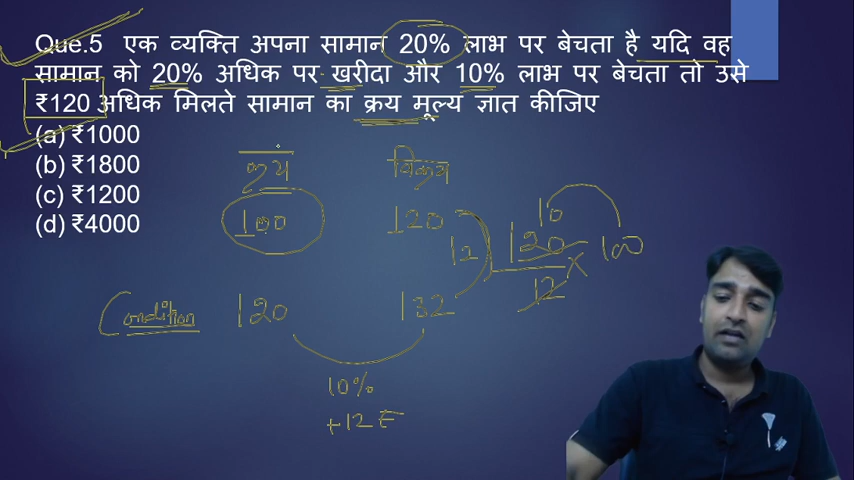 Que.5 एक व्यक्ति अपना सामान 20% लाभ पर बेचता है यदि वह
सामान को 20% अधिक पर खरीदा और 10% लाभ पर बेचता तो उसे
₹120 अधिक मिलते सामान का क्रय मूल्य ज्ञात कीजिए
(a) ₹1000
(b) ₹1800
(c) ₹1200
(d) ₹4000
क्रय विक्रय
100 120
12
10
120 × 100
12
Condition 120 132
10%
+12₹